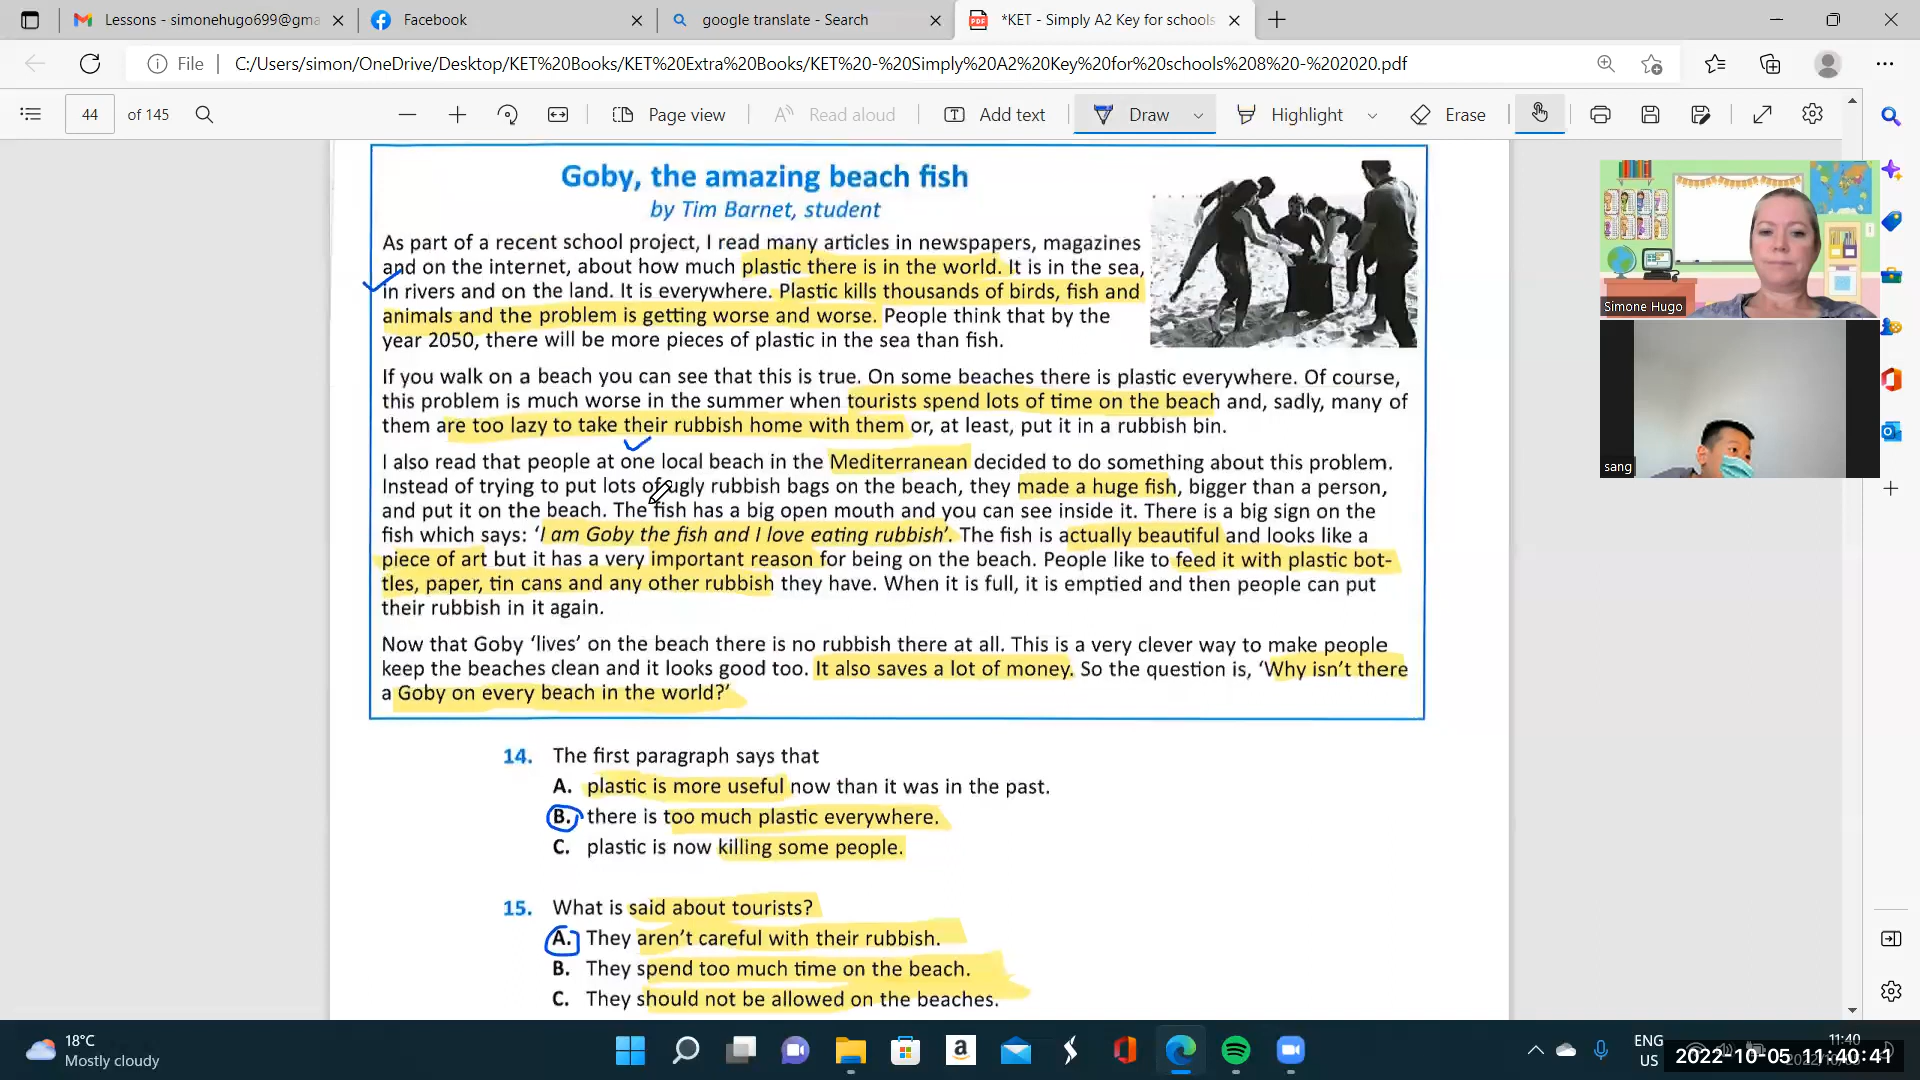 Lessons - simonehugo699@gma
Facebook
google translate - Search
*KET - Simply A2 Key for schools
File
C:/Users/simon/OneDrive/Desktop/KET%20Books/KET%20Extra%20Books/KET%20-%20Simply%20A2%20Key%20for%20schools%208%20-%202020.pdf
44
of 145
Page view
Read aloud
Add text
Draw
Highlight
Erase
Goby, the amazing beach fish
by Tim Barnet, student
As part of a recent school project, I read many articles in newspapers, magazines
and on the internet, about how much plastic there is in the world. It is in the sea,
in rivers and on the land. It is everywhere. Plastic kills thousands of birds, fish and
animals and the problem is getting worse and worse. People think that by the
year 2050, there will be more pieces of plastic in the sea than fish.
If you walk on a beach you can see that this is true. On some beaches there is plastic everywhere. Of course,
this problem is much worse in the summer when tourists spend lots of time on the beach and, sadly, many of
them are too lazy to take their rubbish home with them or, at least, put it in a rubbish bin.
I also read that people at one local beach in the Mediterranean decided to do something about this problem.
Instead of trying to put lots of ugly rubbish bags on the beach, they made a huge fish, bigger than a person,
and put it on the beach. The fish has a big open mouth and you can see inside it. There is a big sign on the
fish which says: ‘I am Goby the fish and I love eating rubbish’. The fish is actually beautiful and looks like a
piece of art but it has a very important reason for being on the beach. People like to feed it with plastic bot-
tles, paper, tin cans and any other rubbish they have. When it is full, it is emptied and then people can put
their rubbish in it again.
Now that Goby ‘lives’ on the beach there is no rubbish there at all. This is a very clever way to make people
keep the beaches clean and it looks good too. It also saves a lot of money. So the question is, ‘Why isn’t there
a Goby on every beach in the world?’
14. The first paragraph says that
A. plastic is more useful now than it was in the past.
B. there is too much plastic everywhere.
C. plastic is now killing some people.
15. What is said about tourists?
A. They aren’t careful with their rubbish.
B. They spend too much time on the beach.
C. They should not be allowed on the beaches.
Simone Hugo
sang
18°C
Mostly cloudy
ENG
US
11:40
2022-10-05 11:40:41